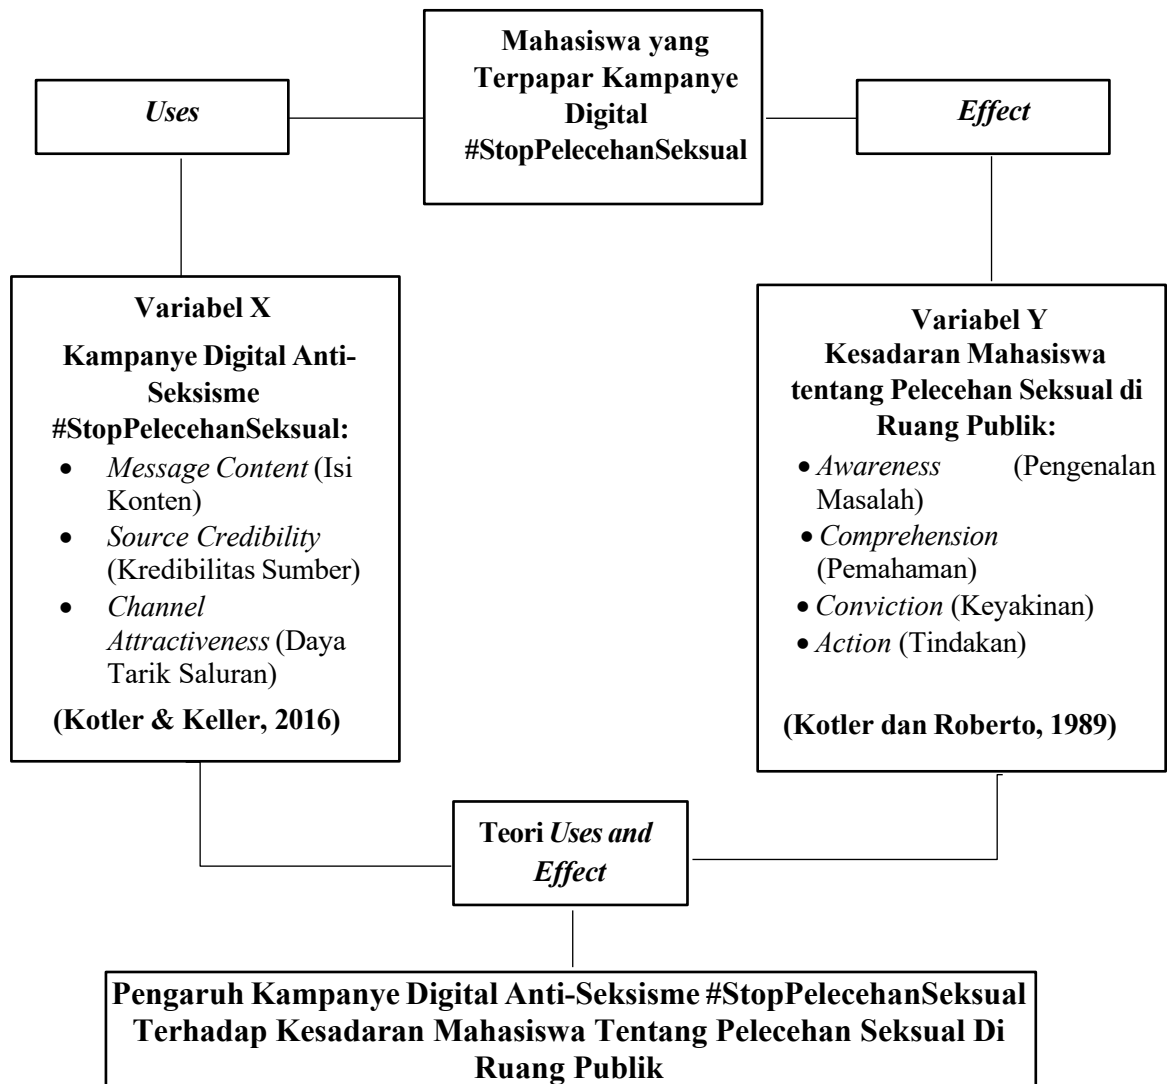 Mahasiswa yang
Terpapar Kampanye
Digital
#StopPelecehanSeksual
Uses
Effect
Variabel X
Kampanye Digital Anti-
Seksisme
#StopPelecehanSeksual:
• Message Content (Isi
Konten)
• Source Credibility
(Kredibilitas Sumber)
• Channel
Attractiveness (Daya
Tarik Saluran)
(Kotler & Keller, 2016)
Variabel Y
Kesadaran Mahasiswa
tentang Pelecehan Seksual di
Ruang Publik:
• Awareness (Pengenalan
Masalah)
• Comprehension
(Pemahaman)
• Conviction (Keyakinan)
• Action (Tindakan)
(Kotler dan Roberto, 1989)
Teori Uses and
Effect
Pengaruh Kampanye Digital Anti-Seksisme #StopPelecehanSeksual
Terhadap Kesadaran Mahasiswa Tentang Pelecehan Seksual Di
Ruang Publik